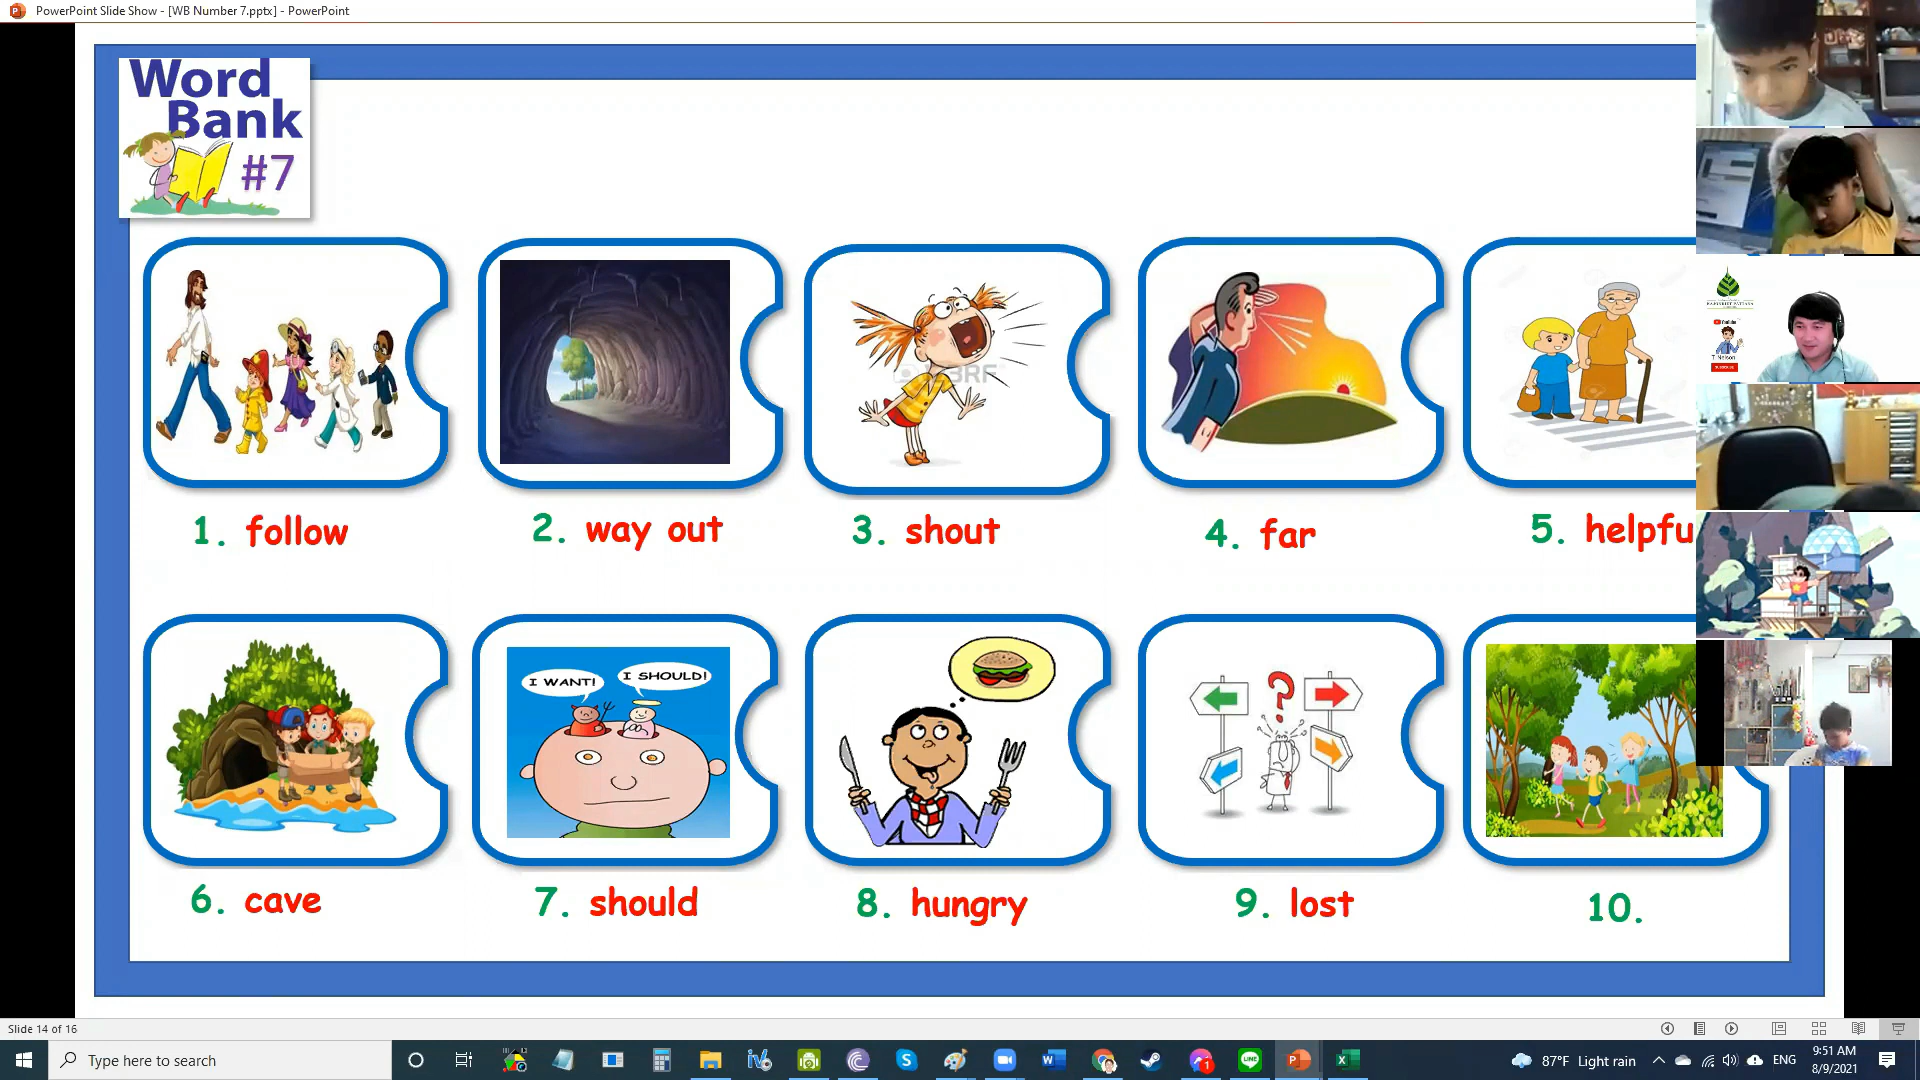 PowerPoint Slide Show - [WB Number 7.pptx] - PowerPoint
Word
Bank
#7
1. follow
2. way out
3. shout
4. far
5. helpfu
I WANT!
I SHOULD!
?
6. cave
7. should
8. hungry
9. lost
10.
T. Nelson
Slide 14 of 16
Type here to search
87°F Light rain
ENG
9:51 AM
8/9/2021